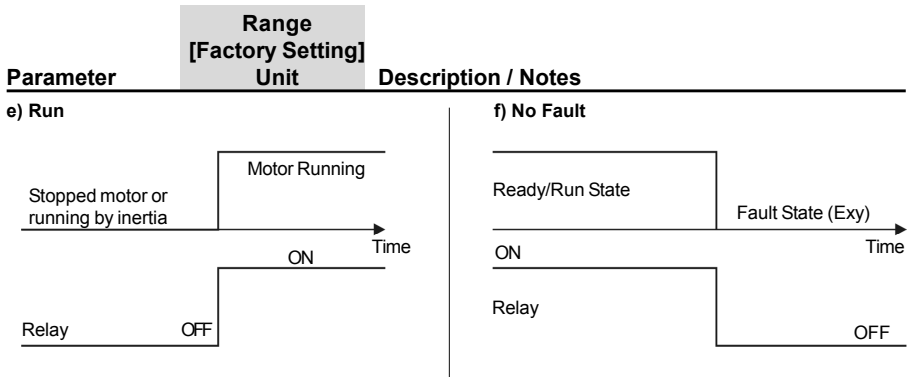 Range
[Factory Setting]
Parameter Unit Description / Notes
e) Run
Motor Running
Stopped motor or
running by inertia
Time
ON
Relay OFF
f) No Fault
Ready/Run State
Fault State (Exy)
Time
ON
Relay
OFF